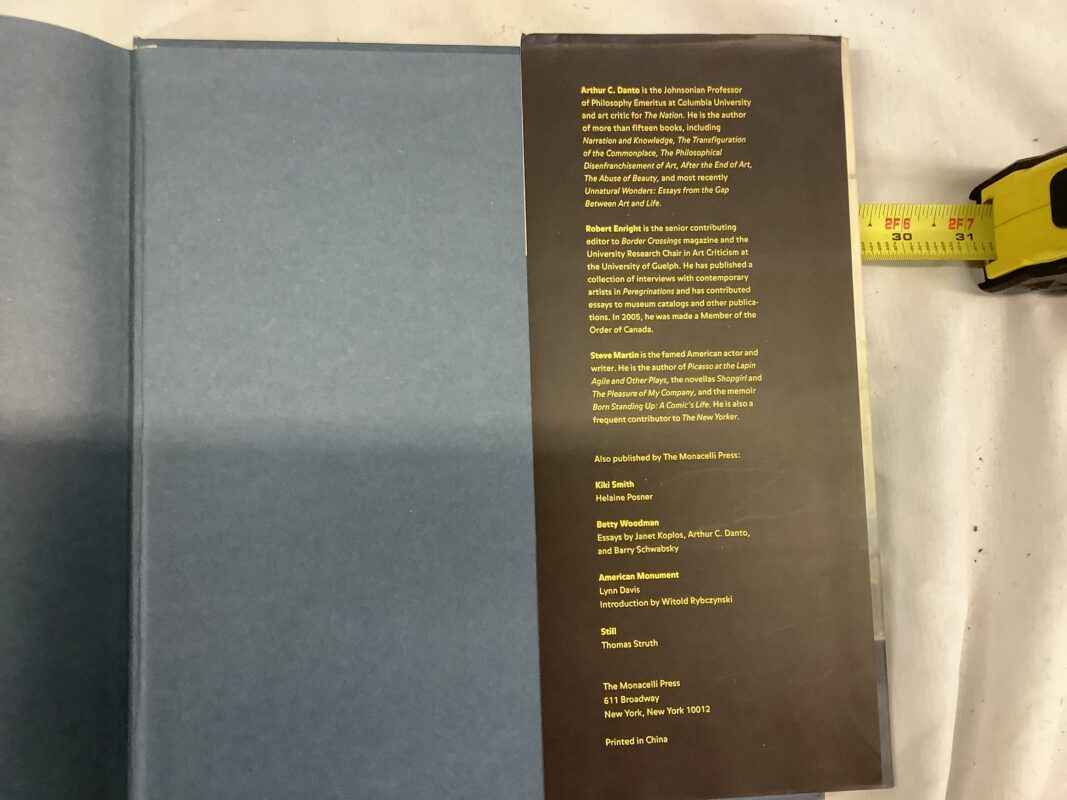 Arthur C. Danto is the Johnsonian Professor
of Philosophy Emeritus at Columbia University
and art critic for The Nation. He is the author
of more than fifteen books, including
Narration and Knowledge, The Transfiguration
of the Commonplace, The Philosophical
Disenfranchisement of Art, After the End of Art,
The Abuse of Beauty, and most recently
Unnatural Wonders: Essays from the Gap
Between Art and Life.
Robert Enright is the senior contributing
editor to Border Crossings magazine and the
University Research Chair in Art Criticism at
the University of Guelph. He has published a
collection of interviews with contemporary
artists in Peregrinations and has contributed
essays to museum catalogs and other publica-
tions. In 2005, he was made a Member of the
Order of Canada.
Steve Martin is the famed American actor and
writer. He is the author of Picasso at the Lapin
Agile and Other Plays, the novellas Shopgirl and
The Pleasure of My Company, and the memoir
Born Standing Up: A Comic's Life. He is also a
frequent contributor to The New Yorker.
Also published by The Monacelli Press:
Kiki Smith
Helaine Posner
Betty Woodman
Essays by Janet Koplos, Arthur C. Danto,
and Barry Schwabsky
American Monument
Lynn Davis
Introduction by Witold Rybczynski
Still
Thomas Struth
The Monacelli Press
611 Broadway
New York, New York 10012
Printed in China
2F6 2F7
30 31